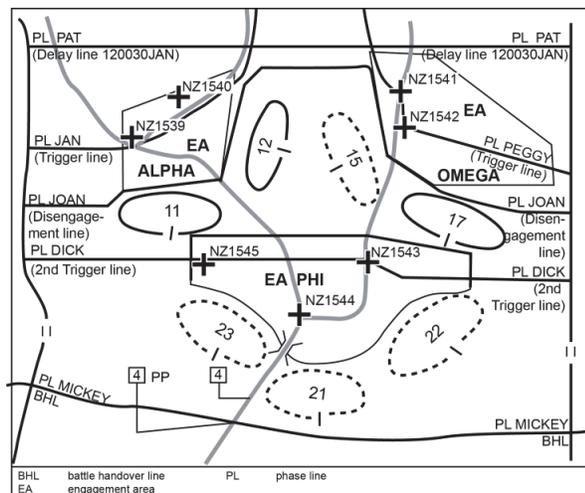 PL PAT
(Delay line 120030JAN)
PL PAT
(Delay line 120030JAN)
NZ1540
NZ1541
NZ1539
EA
ALPHA
NZ1542
EA
OMEGA
PL JAN
(Trigger line)
PL PEGGY
(Trigger line)
12
15
PL JOAN
(Disengage-
ment line)
11
17
PL JOAN
(Disen-
gagement
line)
PL DICK
(2nd Trigger line)
NZ1545
NZ1543
EA PHI
NZ1544
PL DICK
(2nd
Trigger line)
23
22
21
I I
I I
4 PP
4
PL MICKEY
BHL
PL MICKEY
BHL
BHL battle handover line PL phase line
EA engagement area